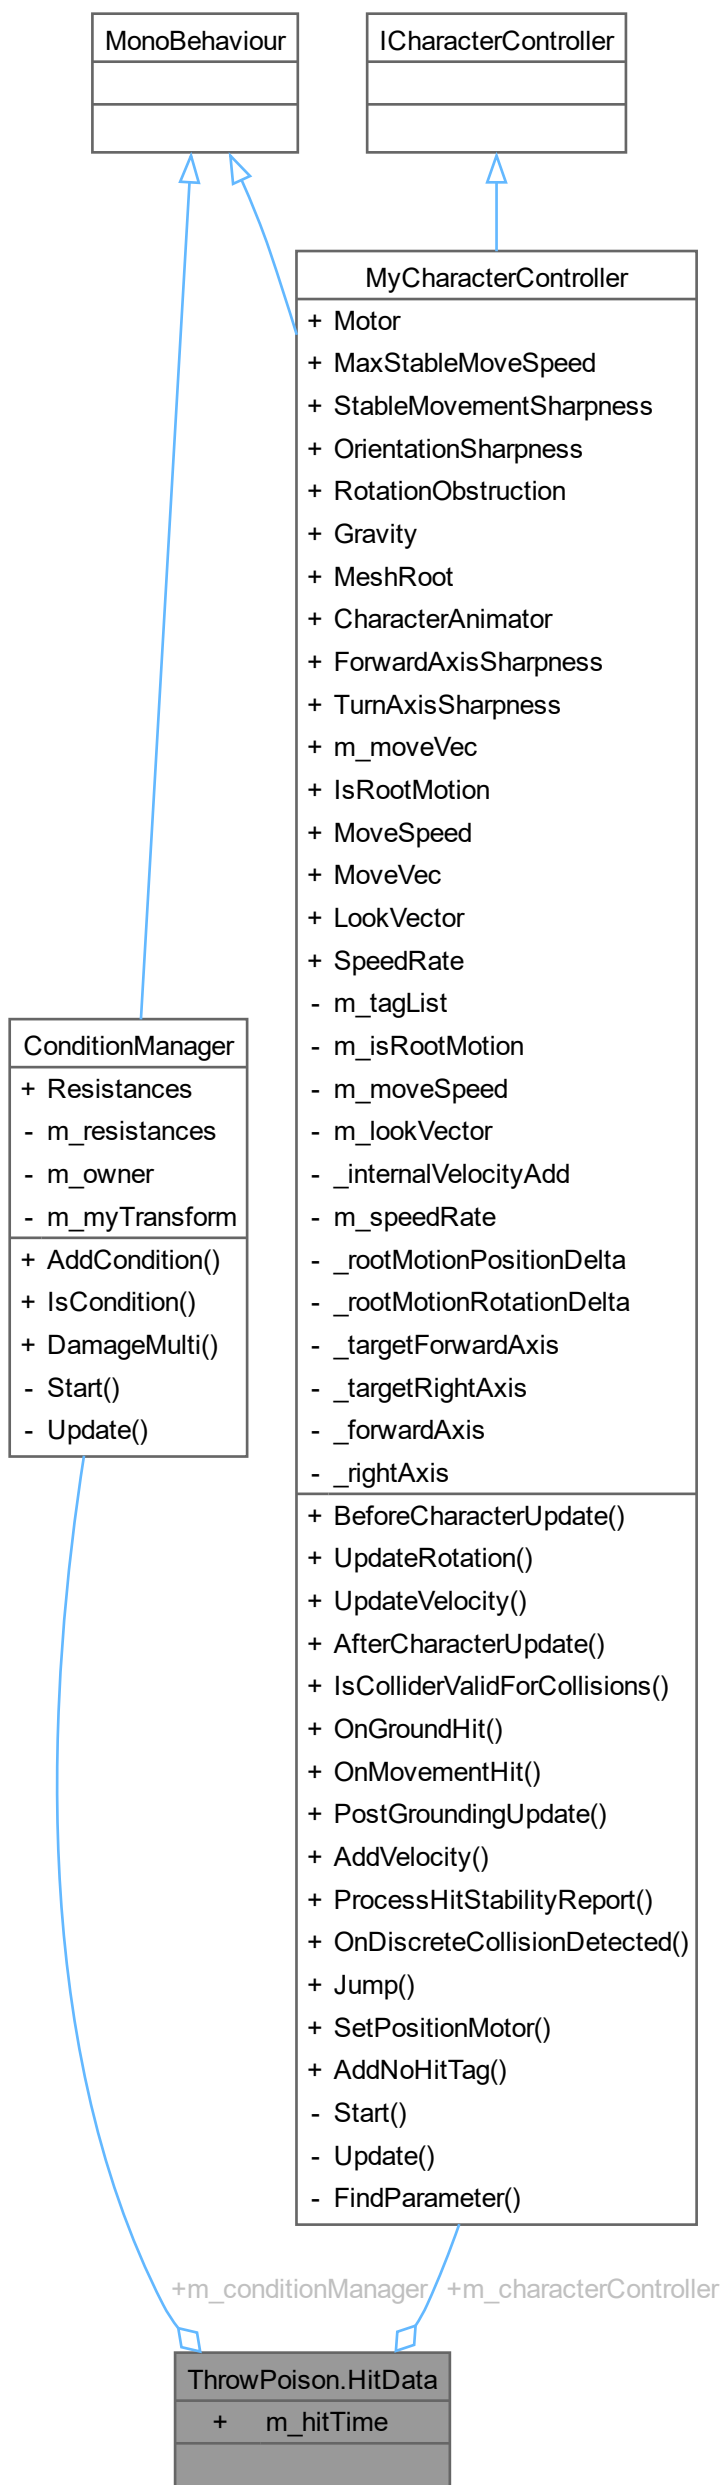 MonoBehaviour
ICharacterController
MyCharacterController
+ Motor
+ MaxStableMoveSpeed
+ StableMovementSharpness
+ OrientationSharpness
+ RotationObstruction
+ Gravity
+ MeshRoot
+ CharacterAnimator
+ ForwardAxisSharpness
+ TurnAxisSharpness
+ m_moveVec
+ IsRootMotion
+ MoveSpeed
+ MoveVec
+ LookVector
+ SpeedRate
- m_tagList
- m_isRootMotion
- m_moveSpeed
- m_lookVector
- _internalVelocityAdd
- m_speedRate
- _rootMotionPositionDelta
- _rootMotionRotationDelta
- _targetForwardAxis
- _targetRightAxis
- _forwardAxis
- _rightAxis
+ BeforeCharacterUpdate()
+ UpdateRotation()
+ UpdateVelocity()
+ AfterCharacterUpdate()
+ IsColliderValidForCollisions()
+ OnGroundHit()
+ OnMovementHit()
+ PostGroundingUpdate()
+ AddVelocity()
+ ProcessHitStabilityReport()
+ OnDiscreteCollisionDetected()
+ Jump()
+ SetPositionMotor()
+ AddNoHitTag()
- Start()
- Update()
- FindParameter()
ConditionManager
+ Resistances
- m_resistances
- m_owner
- m_myTransform
+ AddCondition()
+ IsCondition()
+ DamageMulti()
- Start()
- Update()
+m_conditionManager
+m_characterController
ThrowPoison.HitData
+ m_hitTime